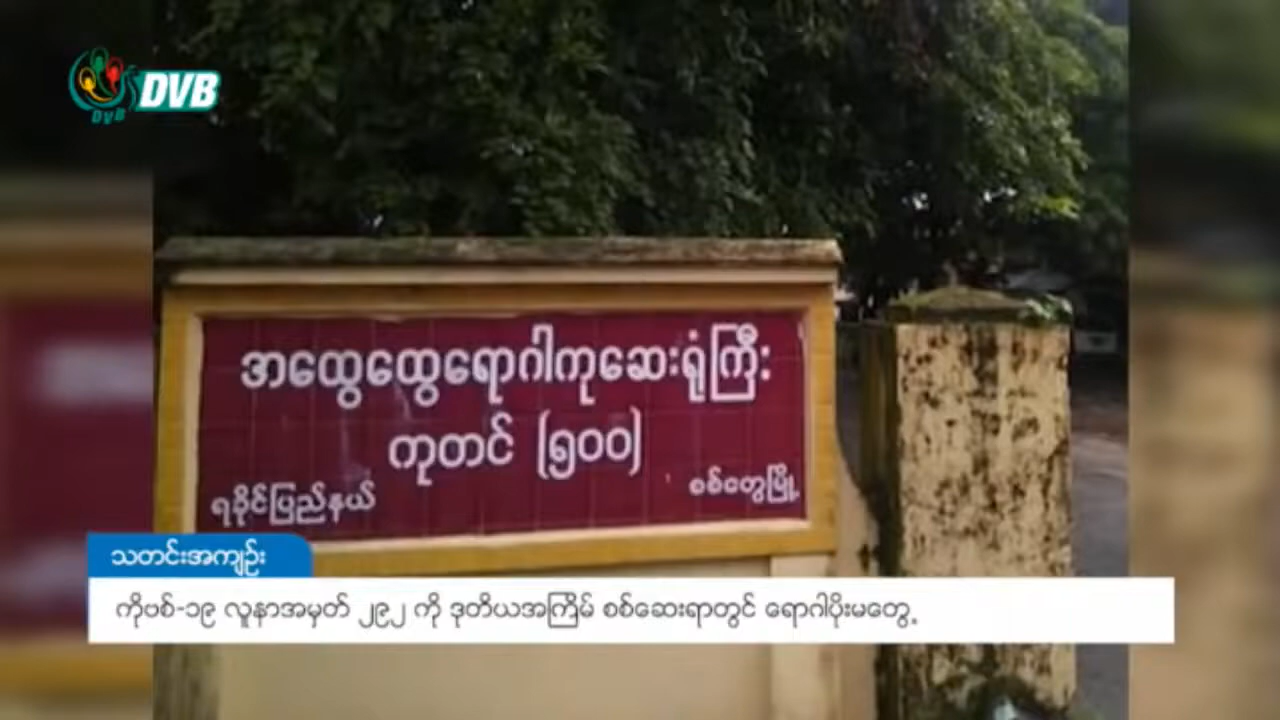 DVB
DVB
အထွေထွေရောဂါကုဆေးရုံကြီး
ကုတင် (၅၀၀)
ရခိုင်ပြည်နယ်
စစ်တွေမြို့
သတင်းအကျဉ်း
ကိုဗစ်-၁၉ လူနာအမှတ် ၂၉၂ ကို ဒုတိယအကြိမ် စစ်ဆေးရာတွင် ရောဂါပိုးမတွေ့